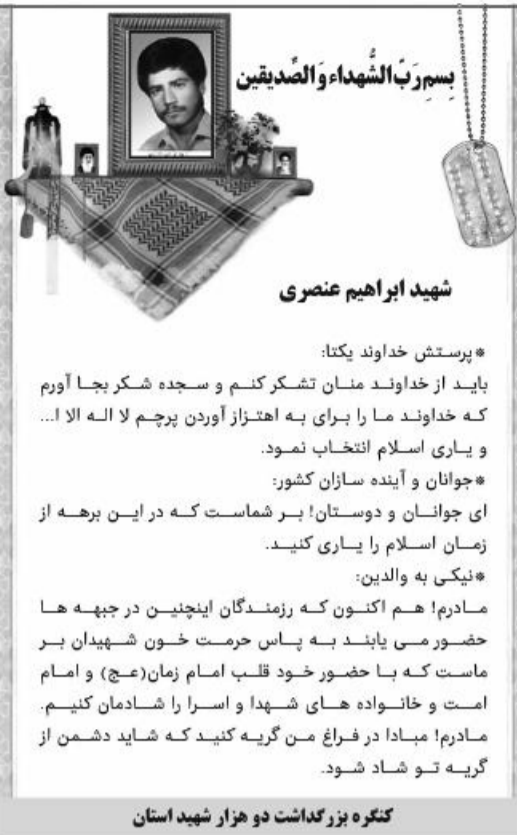 بِسمِ رَبِّ الشُّهداء وَ الصِّدیقین
شهید ابراهیم عنصری
*پرستش خداوند یکتا:
باید از خداوند منان تشکر کنم و سجده شکر بجا آورم
که خداوند ما را برای به اهتزاز آوردن پرچم لا اله الا ا...
و یاری اسلام انتخاب نمود.
*جوانان و آینده سازان کشور:
ای جوانان و دوستان! بر شماست که در این برهه از
زمان اسلام را یاری کنید.
*نیکی به والدین:
مادرم! هم اکنون که رزمندگان اینچنین در جبهه ها
حضور می یابند به پاس حرمت خون شهیدان بر
ماست که با حضور خود قلب امام زمان(عج) و امام
امت و خانواده های شهدا و اسرا را شادمان کنیم.
مادرم! مبادا در فراغ من گریه کنید که شاید دشمن از
گریه تو شاد شود.
کنگره بزرگداشت دو هزار شهید استان